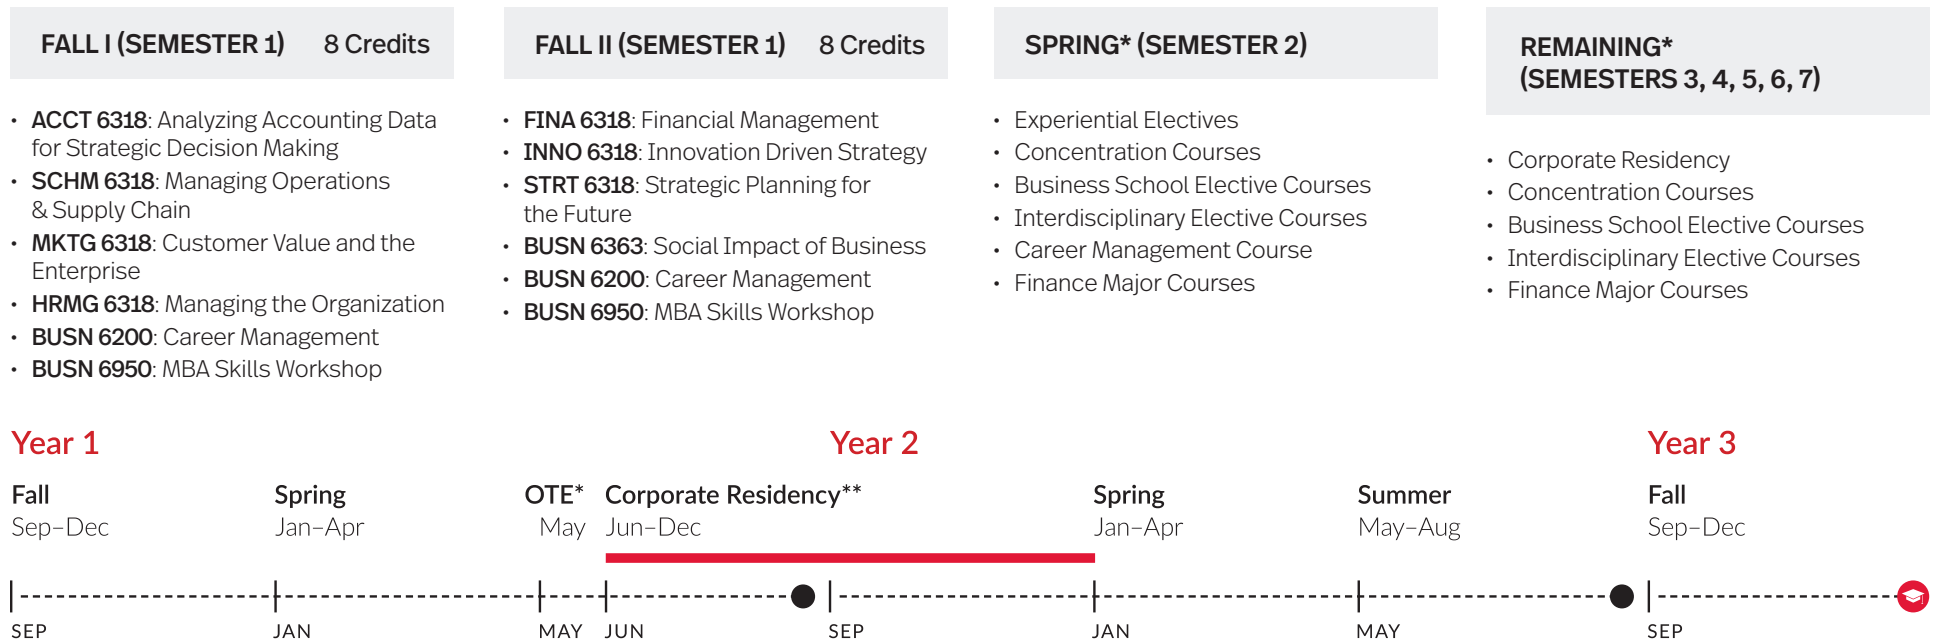 FALL I (SEMESTER 1) 8 Credits
• ACCT 6318: Analyzing Accounting Data
for Strategic Decision Making
• SCHM 6318: Managing Operations
& Supply Chain
• MKTG 6318: Customer Value and the
Enterprise
• HRMG 6318: Managing the Organization
• BUSN 6200: Career Management
• BUSN 6950: MBA Skills Workshop
FALL II (SEMESTER 1) 8 Credits
• FINA 6318: Financial Management
• INNO 6318: Innovation Driven Strategy
• STRT 6318: Strategic Planning for
the Future
• BUSN 6363: Social Impact of Business
• BUSN 6200: Career Management
• BUSN 6950: MBA Skills Workshop
SPRING* (SEMESTER 2)
• Experiential Electives
• Concentration Courses
• Business School Elective Courses
• Interdisciplinary Elective Courses
• Career Management Course
• Finance Major Courses
REMAINING*
(SEMESTERS 3, 4, 5, 6, 7)
• Corporate Residency
• Concentration Courses
• Business School Elective Courses
• Interdisciplinary Elective Courses
• Finance Major Courses
Year 1 Year 2 Year 3
Fall Spring OTE* Corporate Residency** Spring Summer Fall
Sep–Dec Jan–Apr May Jun–Dec Jan–Apr May–Aug Sep–Dec
SEP JAN MAY JUN SEP JAN MAY SEP